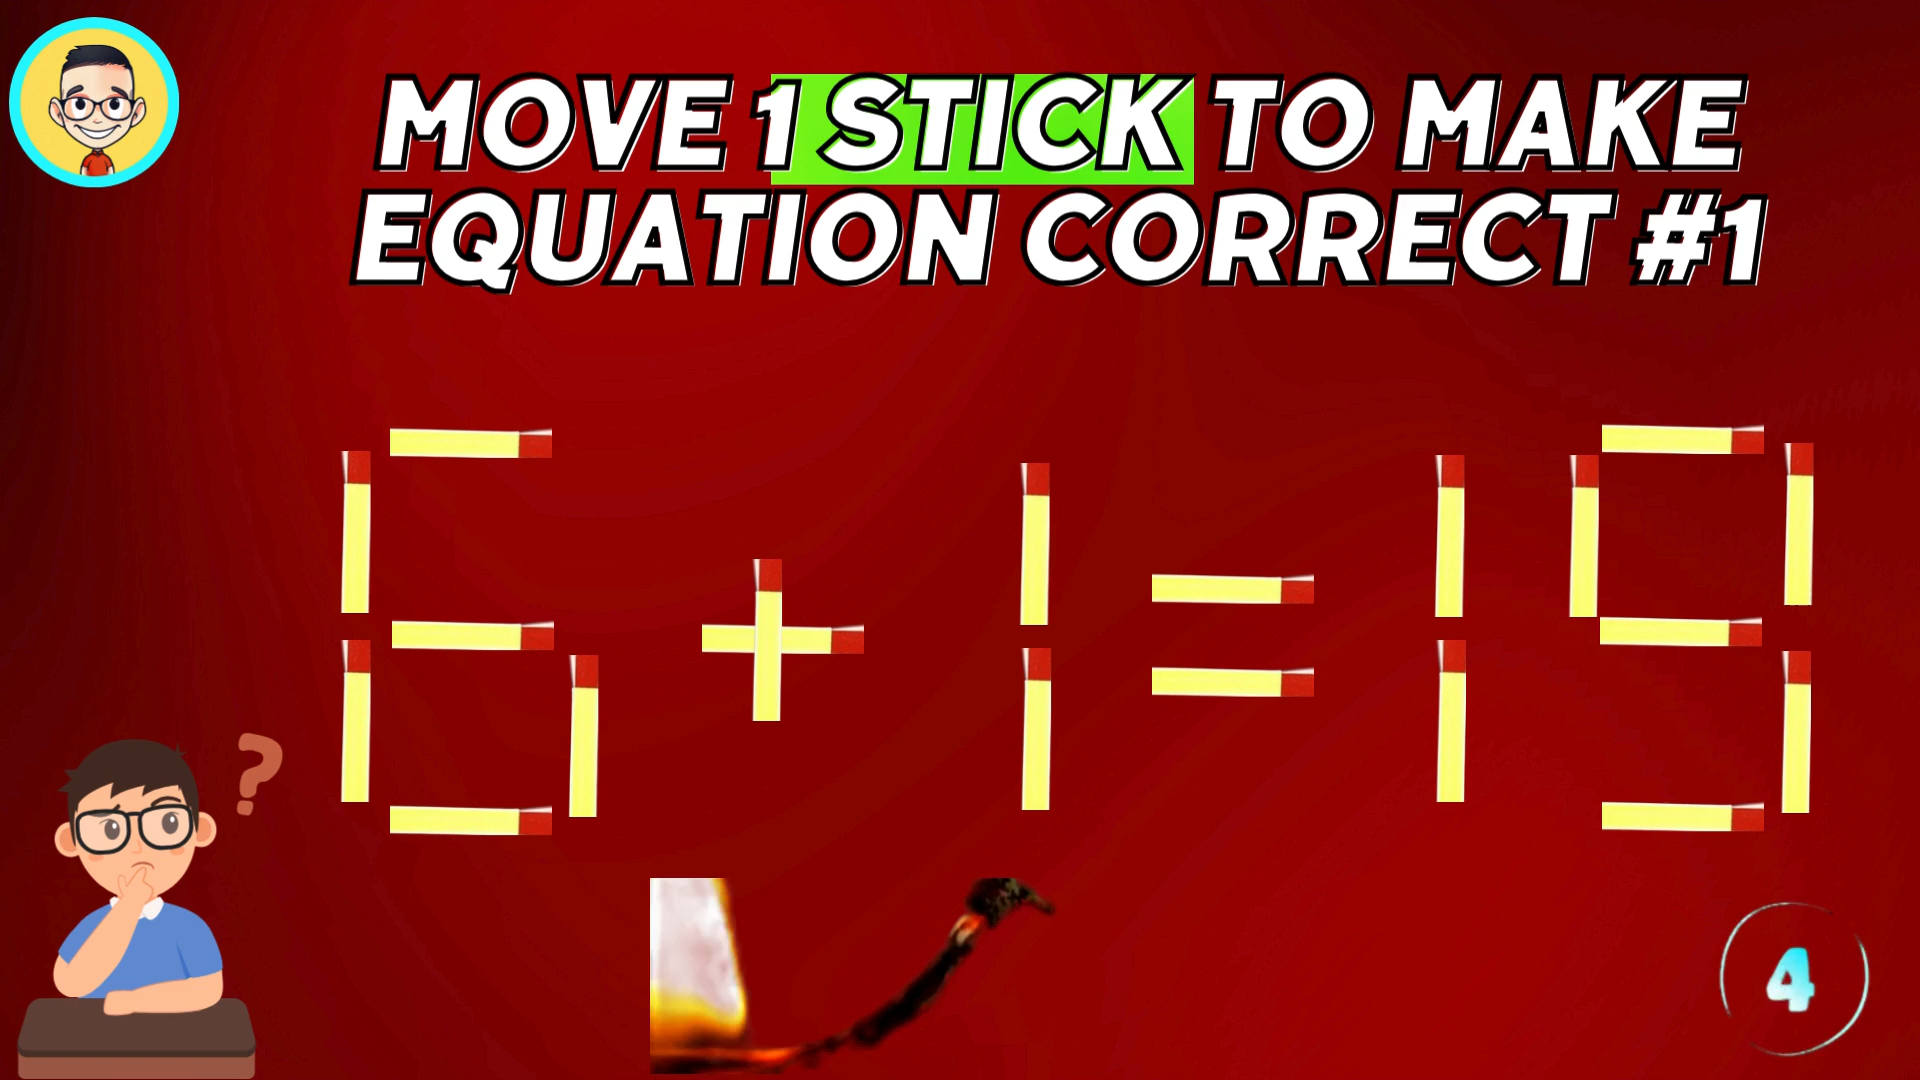 MOVE 1 STICK TO MAKE
EQUATION CORRECT #1
6+1=19
?
4